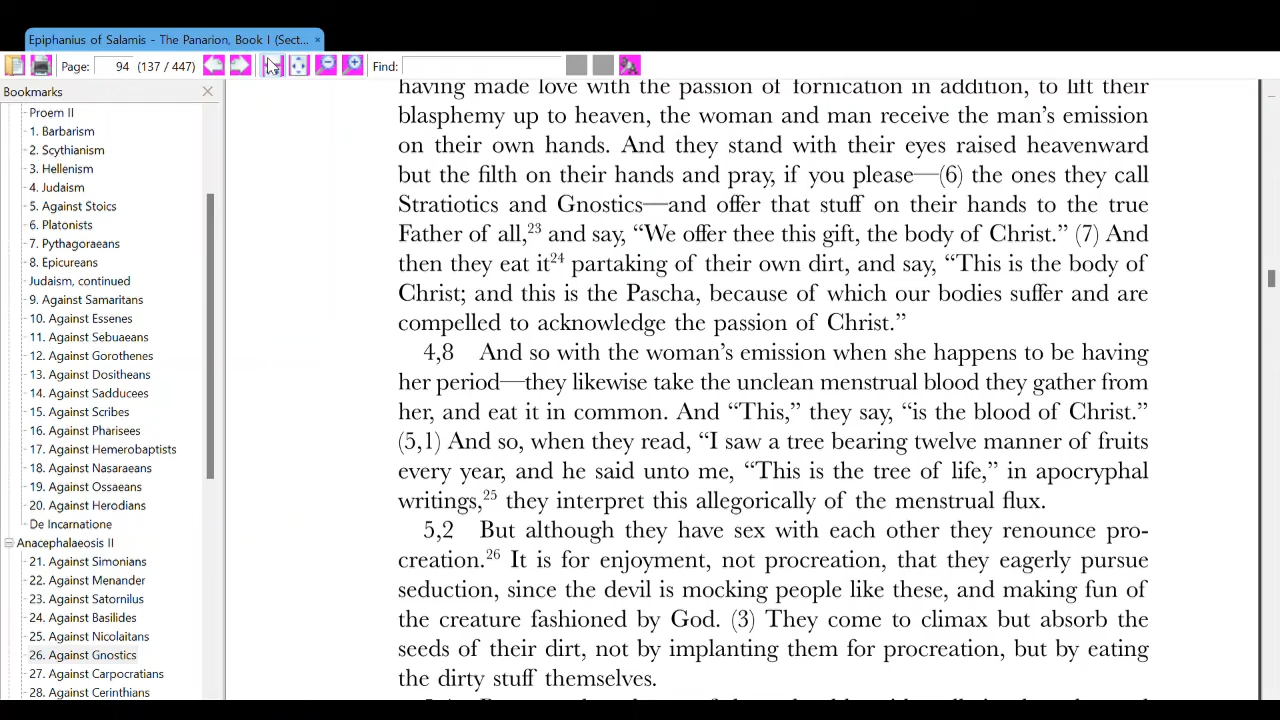 Epiphanius of Salamis - The Panarion, Book I (Sect... ×
Page: 94 (137 / 447) Find:
Bookmarks
Proem II
1. Barbarism
2. Scythianism
3. Hellenism
4. Judaism
5. Against Stoics
6. Platonists
7. Pythagoraeans
8. Epicureans
Judaism, continued
9. Against Samaritans
10. Against Essenes
11. Against Sebuaeans
12. Against Gorothenes
13. Against Dositheans
14. Against Sadducees
15. Against Scribes
16. Against Pharisees
17. Against Hemerobaptists
18. Against Nasaraeans
19. Against Ossaeans
20. Against Herodians
De Incarnatione
Anacephalaeosis II
21. Against Simonians
22. Against Menander
23. Against Satornilus
24. Against Basilides
25. Against Nicolaitans
26. Against Gnostics
27. Against Carpocratians
28. Against Cerinthians
having made love with the passion of fornication in addition, to lift their
blasphemy up to heaven, the woman and man receive the man’s emission
on their own hands. And they stand with their eyes raised heavenward
but the filth on their hands and pray, if you please—(6) the ones they call
Stratiotics and Gnostics—and offer that stuff on their hands to the true
Father of all,23 and say, “We offer thee this gift, the body of Christ.” (7) And
then they eat it24 partaking of their own dirt, and say, “This is the body of
Christ; and this is the Pascha, because of which our bodies suffer and are
compelled to acknowledge the passion of Christ.”
4,8 And so with the woman’s emission when she happens to be having
her period—they likewise take the unclean menstrual blood they gather from
her, and eat it in common. And “This,” they say, “is the blood of Christ.”
(5,1) And so, when they read, “I saw a tree bearing twelve manner of fruits
every year, and he said unto me, “This is the tree of life,” in apocryphal
writings,25 they interpret this allegorically of the menstrual flux.
5,2 But although they have sex with each other they renounce pro-
creation.26 It is for enjoyment, not procreation, that they eagerly pursue
seduction, since the devil is mocking people like these, and making fun of
the creature fashioned by God. (3) They come to climax but absorb the
seeds of their dirt, not by implanting them for procreation, but by eating
the dirty stuff themselves.